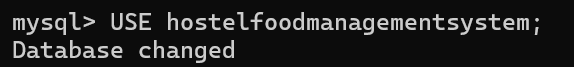 mysql> USE hostelfoodmanagementsystem;
Database changed